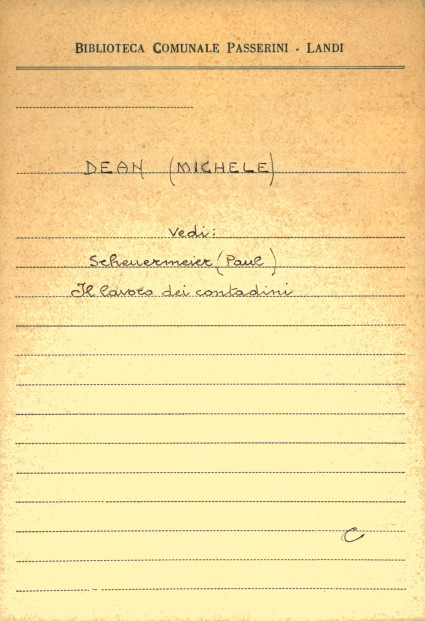 BIBLIOTECA COMUNALE PASSERINI - LANDI
DEAN (MICHELE)
Vedi:
Scheuermeier (Paul)
Il lavoro dei contadini
C